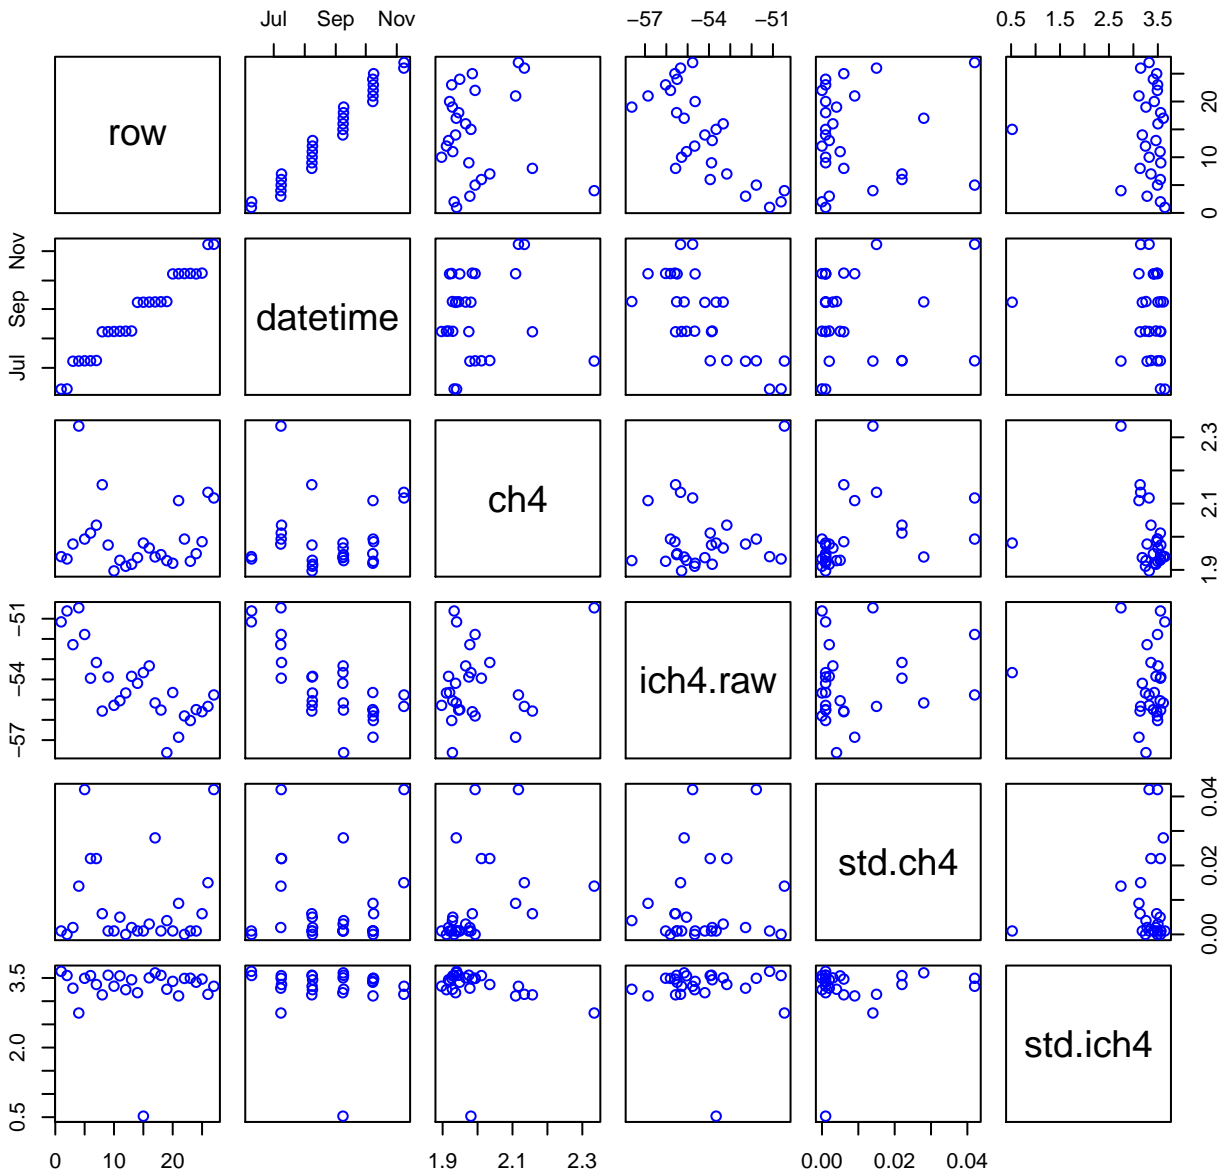 Jul Sep Nov
−57 −54 −51
0.5 1.5 2.5 3.5
row
0 10 20
Jul Sep Nov
datetime
ch4
1.9 2.1 2.3
−57 −54 −51
ich4.raw
std.ch4
0.00 0.02 0.04
0.5 2.0 3.5
std.ich4
0 10 20
1.9 2.1 2.3
0.00 0.02 0.04